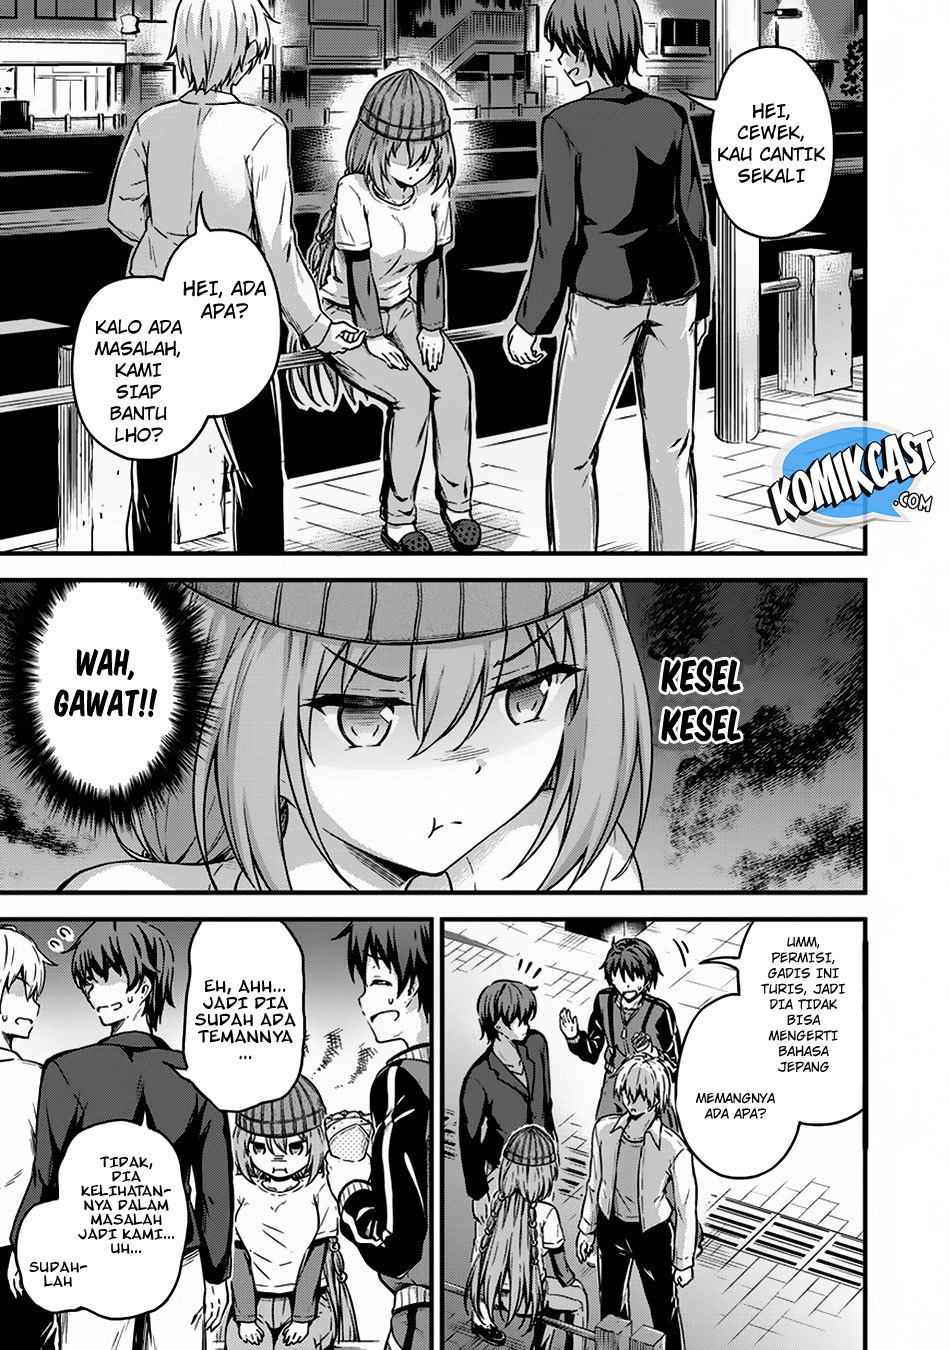 HEI,
CEWEK,
KAU CANTIK
SEKALI
HEI, ADA
APA?
KALO ADA
MASALAH,
KAMI
SIAP
BANTU
LHO?
KOMIKCAST
.COM
KESEL
KESEL
WAH,
GAWAT!!
UMM,
PERMISI,
GADIS INI
TURIS, JADI
DIA TIDAK
BISA
MENGERTI
BAHASA
JEPANG
MEMANGNYA
ADA APA?
EH, AHH...
JADI DIA
SUDAH ADA
TEMANNYA
...
TIDAK,
DIA
KELIHATAN-
NYA DALAM
MASALAH
JADI KAMI...
UH...
SUDAH-
LAH